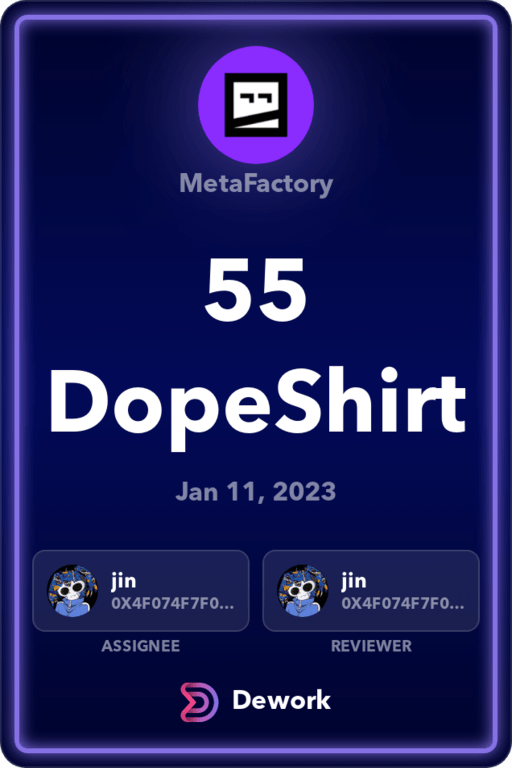 MetaFactory
55
DopeShirt
Jan 11, 2023
jin
0X4F074F7F0...
ASSIGNEE
jin
0X4F074F7F0...
REVIEWER
Dework